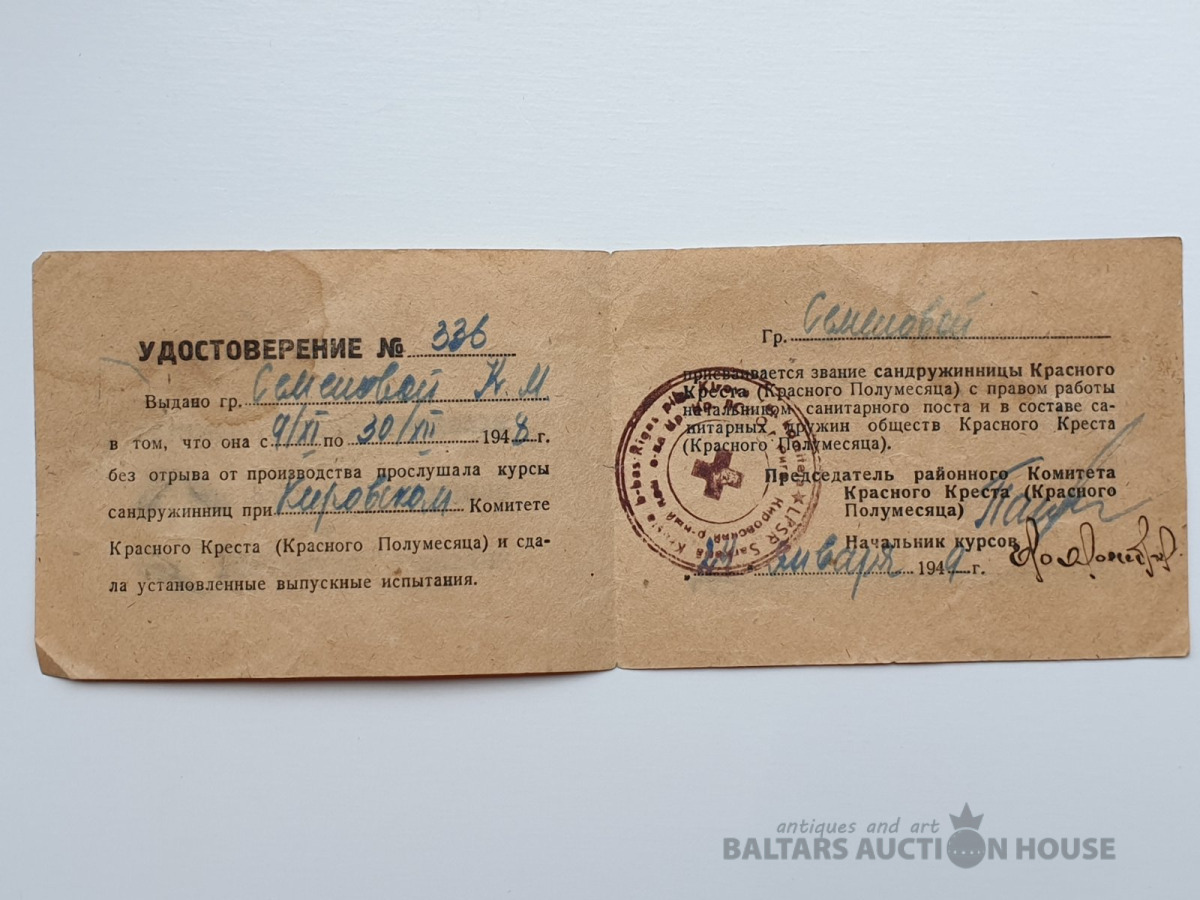 УДОСТОВЕРЕНИЕ № 336
Выдано гр. Семеновой К. М
в том, что она с 9/XI по 30/XII 1948 г.
без отрыва от производства прослушала курсы
сандружинниц при Кировском Комитете
Красного Креста (Красного Полумесяца) и сда-
ла установленные выпускные испытания.
Гр. Семеновой
присваивается звание сандружинницы Красного
Креста (Красного Полумесяца) с правом работы
начальником санитарного поста и в составе са-
нитарных дружин обществ Красного Креста
(Красного Полумесяца).
Председатель районного Комитета
Красного Креста (Красного
Полумесяца)
Начальник курсов
января 1949 г.
LPSR
antiques and art
BALTARS AUCTION HOUSE